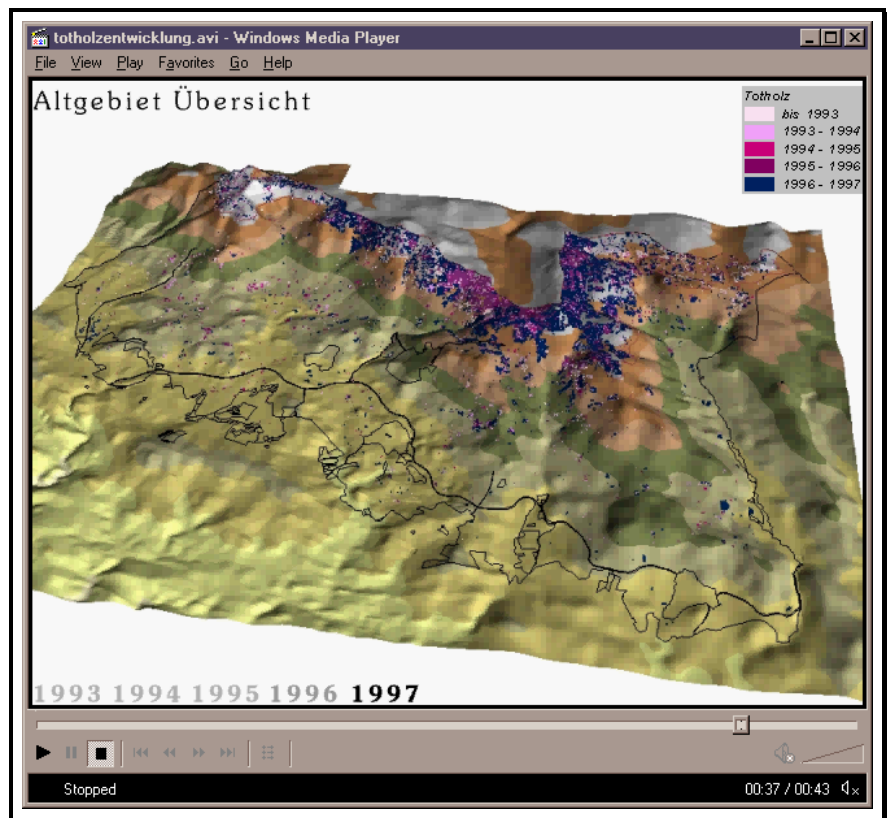 totholzentwicklung.avi - Windows Media Player
File View Play Favorites Go Help
Altgebiet Übersicht
Totholz
bis 1993
1993 - 1994
1994 - 1995
1995 - 1996
1996 - 1997
1993 1994 1995 1996 1997
Stopped 00:37 / 00:43